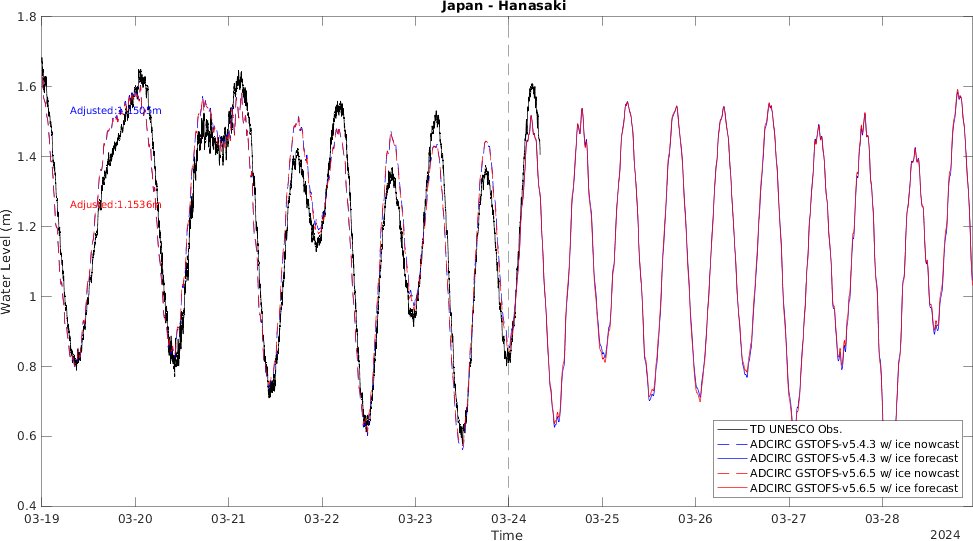 Japan - Hanasaki
1.8
1.6
1.4
1.2
1
0.8
0.6
0.4
Water Level (m)
Adjusted:1.1505m
Adjusted:1.1536m
TD UNESCO Obs.
ADCIRC GSTOFS-v5.4.3 w/ ice nowcast
ADCIRC GSTOFS-v5.4.3 w/ ice forecast
ADCIRC GSTOFS-v5.6.5 w/ ice nowcast
ADCIRC GSTOFS-v5.6.5 w/ ice forecast
03-19 03-20 03-21 03-22 03-23 03-24 03-25 03-26 03-27 03-28
Time
2024